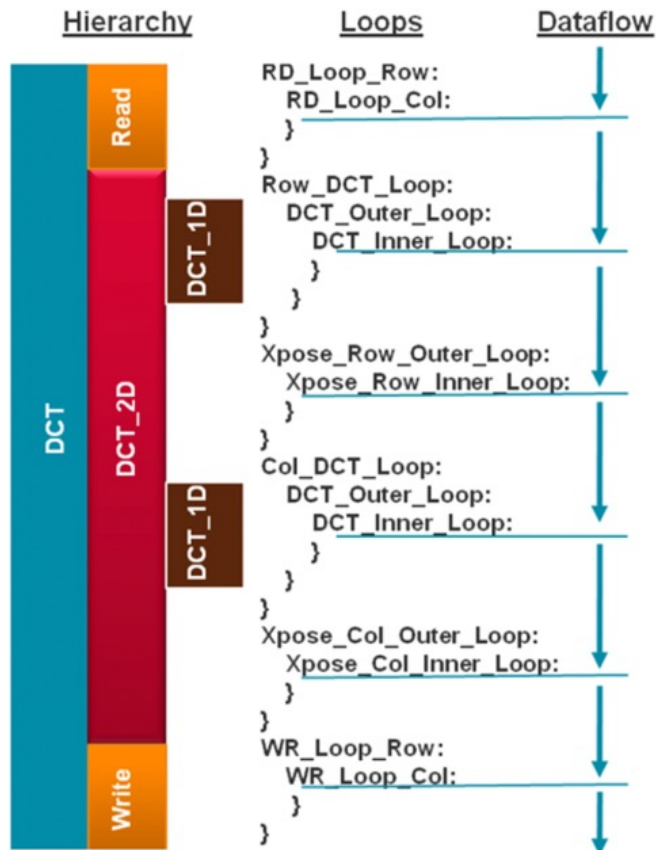 Hierarchy Loops Dataflow
DCT
Read
DCT_2D
DCT_1D
DCT_1D
Write
RD_Loop_Row:
RD_Loop_Col:
}
}
Row_DCT_Loop:
DCT_Outer_Loop:
DCT_Inner_Loop:
}
}
}
Xpose_Row_Outer_Loop:
Xpose_Row_Inner_Loop:
}
}
Col_DCT_Loop:
DCT_Outer_Loop:
DCT_Inner_Loop:
}
}
}
Xpose_Col_Outer_Loop:
Xpose_Col_Inner_Loop:
}
}
WR_Loop_Row:
WR_Loop_Col:
}
}